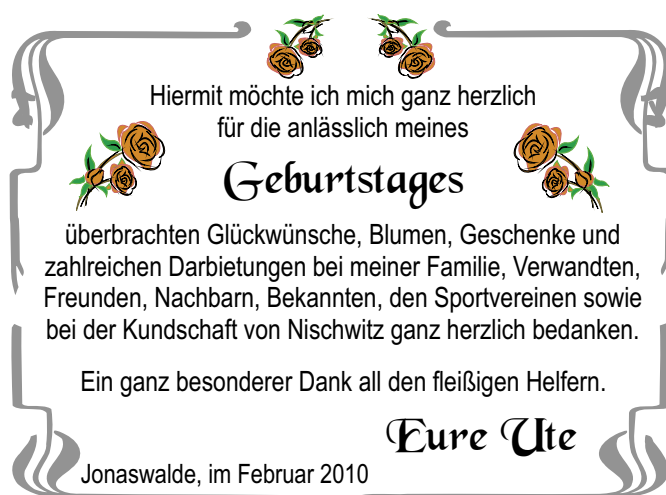 Hiermit möchte ich mich ganz herzlich
für die anlässlich meines
Geburtstages
überbrachten Glückwünsche, Blumen, Geschenke und
zahlreichen Darbietungen bei meiner Familie, Verwandten,
Freunden, Nachbarn, Bekannten, den Sportvereinen sowie
bei der Kundschaft von Nischwitz ganz herzlich bedanken.
Ein ganz besonderer Dank all den fleißigen Helfern.
Eure Ute
Jonaswalde, im Februar 2010